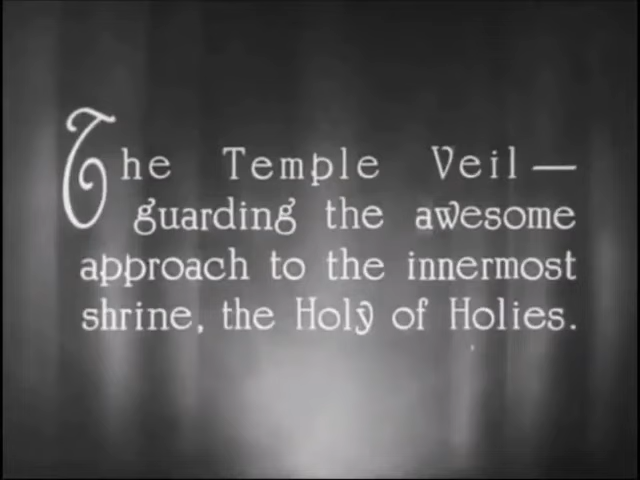 The Temple Veil —
guarding the awesome
approach to the innermost
shrine, the Holy of Holies.